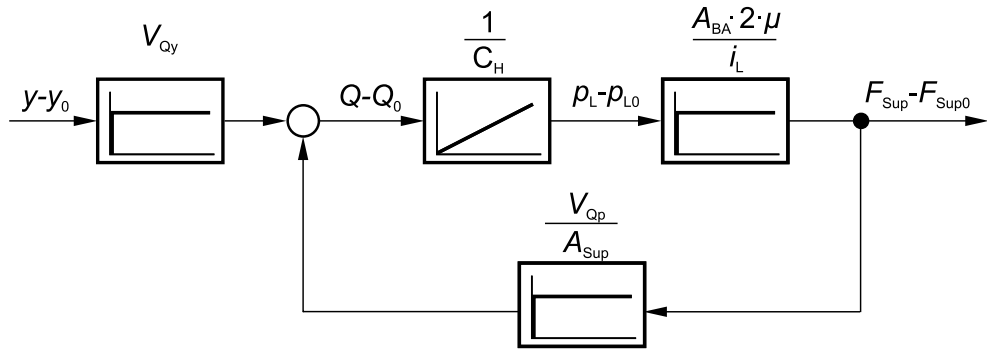 V_Qy
1
C_H
A_BA · 2 · μ
i_L
y-y_0
Q-Q_0
p_L-p_L0
F_Sup-F_Sup0
V_Qp
A_Sup